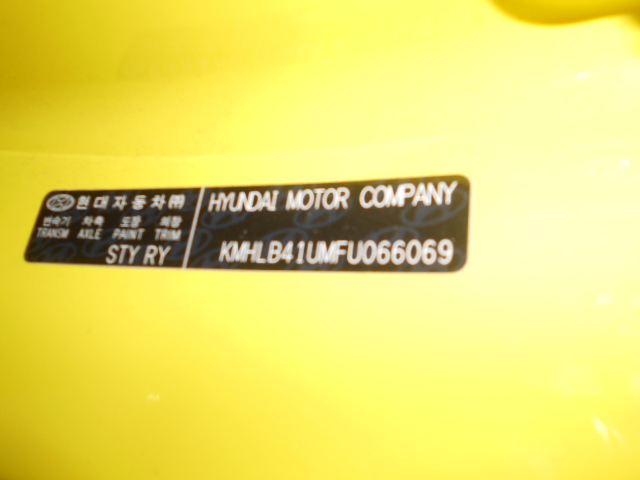 현대자동차㈜
변속기 차축 도장 외장
TRANSM AXLE PAINT TRIM
STY RY
HYUNDAI MOTOR COMPANY
KMHLB41UMFU066069